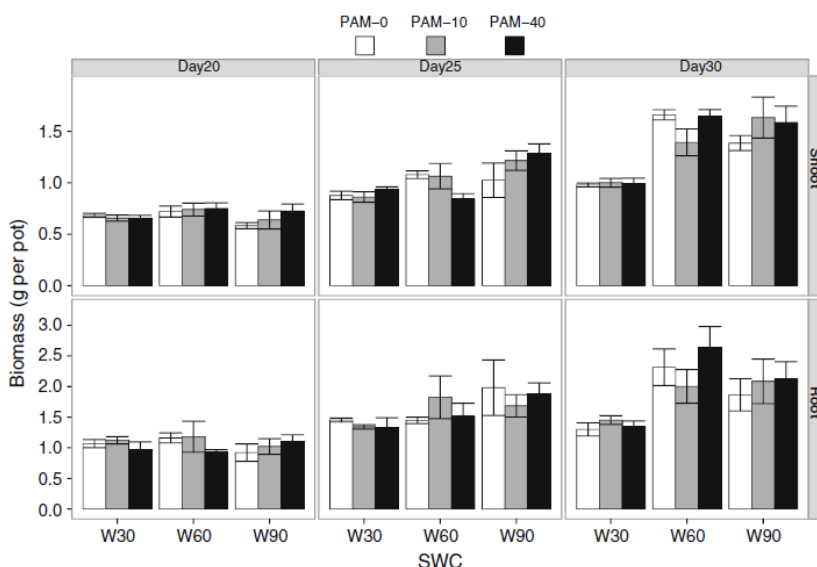 PAM-0 PAM-10 PAM-40
Day20 Day25 Day30
Shoot
1.5
1.0
0.5
0.0
Biomass (g per pot)
Root
3.0
2.5
2.0
1.5
1.0
0.5
0.0
W30 W60 W90 W30 W60 W90 W30 W60 W90
SWC